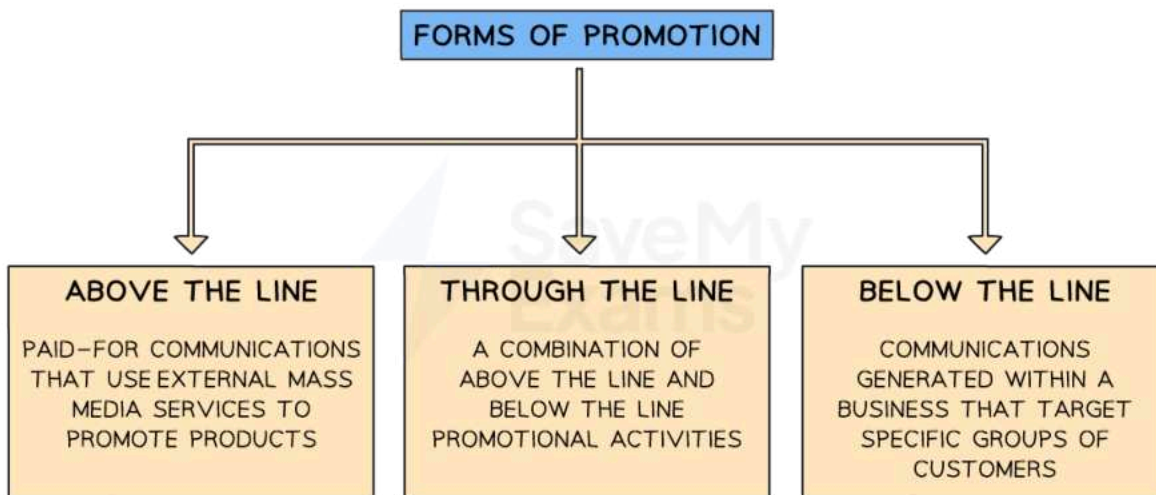 FORMS OF PROMOTION
SaveMy
Exams
ABOVE THE LINE
PAID-FOR COMMUNICATIONS
THAT USE EXTERNAL MASS
MEDIA SERVICES TO
PROMOTE PRODUCTS
THROUGH THE LINE
A COMBINATION OF
ABOVE THE LINE AND
BELOW THE LINE
PROMOTIONAL ACTIVITIES
BELOW THE LINE
COMMUNICATIONS
GENERATED WITHIN A
BUSINESS THAT TARGET
SPECIFIC GROUPS OF
CUSTOMERS